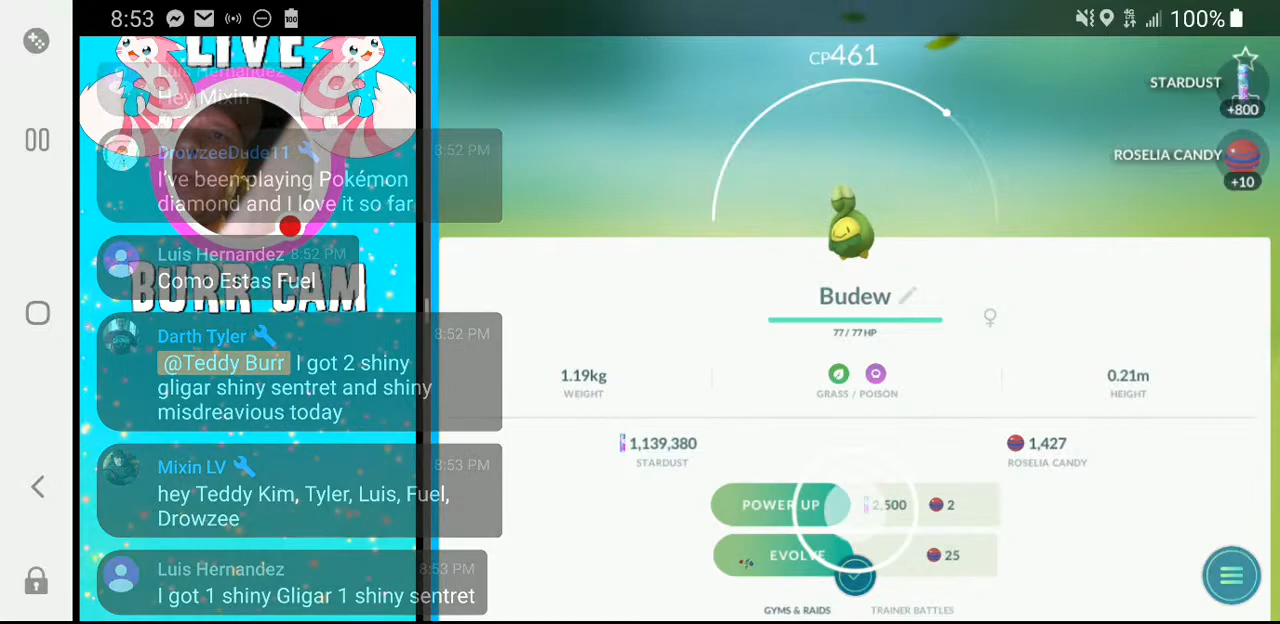 8:53
100
4G
100%
LIVE
Luis Hernandez
Hey Mixin
DrowzeeDude11 8:52 PM
I've been playing Pokémon
diamond and I love it so far
Luis Hernandez 8:52 PM
Como Estas Fuel
BURR CAM
Darth Tyler 8:52 PM
@Teddy Burr I got 2 shiny
gligar shiny sentret and shiny
misdreavious today
Mixin LV 8:53 PM
hey Teddy Kim, Tyler, Luis, Fuel,
Drowzee
Luis Hernandez 8:53 PM
I got 1 shiny Gligar 1 shiny sentret
CP461
STARDUST
+800
ROSELIA CANDY
+10
Budew
77 / 77 HP
1.19kg
WEIGHT
GRASS / POISON
0.21m
HEIGHT
1,139,380
STARDUST
1,427
ROSELIA CANDY
POWER UP 2,500 2
EVOLVE 25
GYMS & RAIDS TRAINER BATTLES